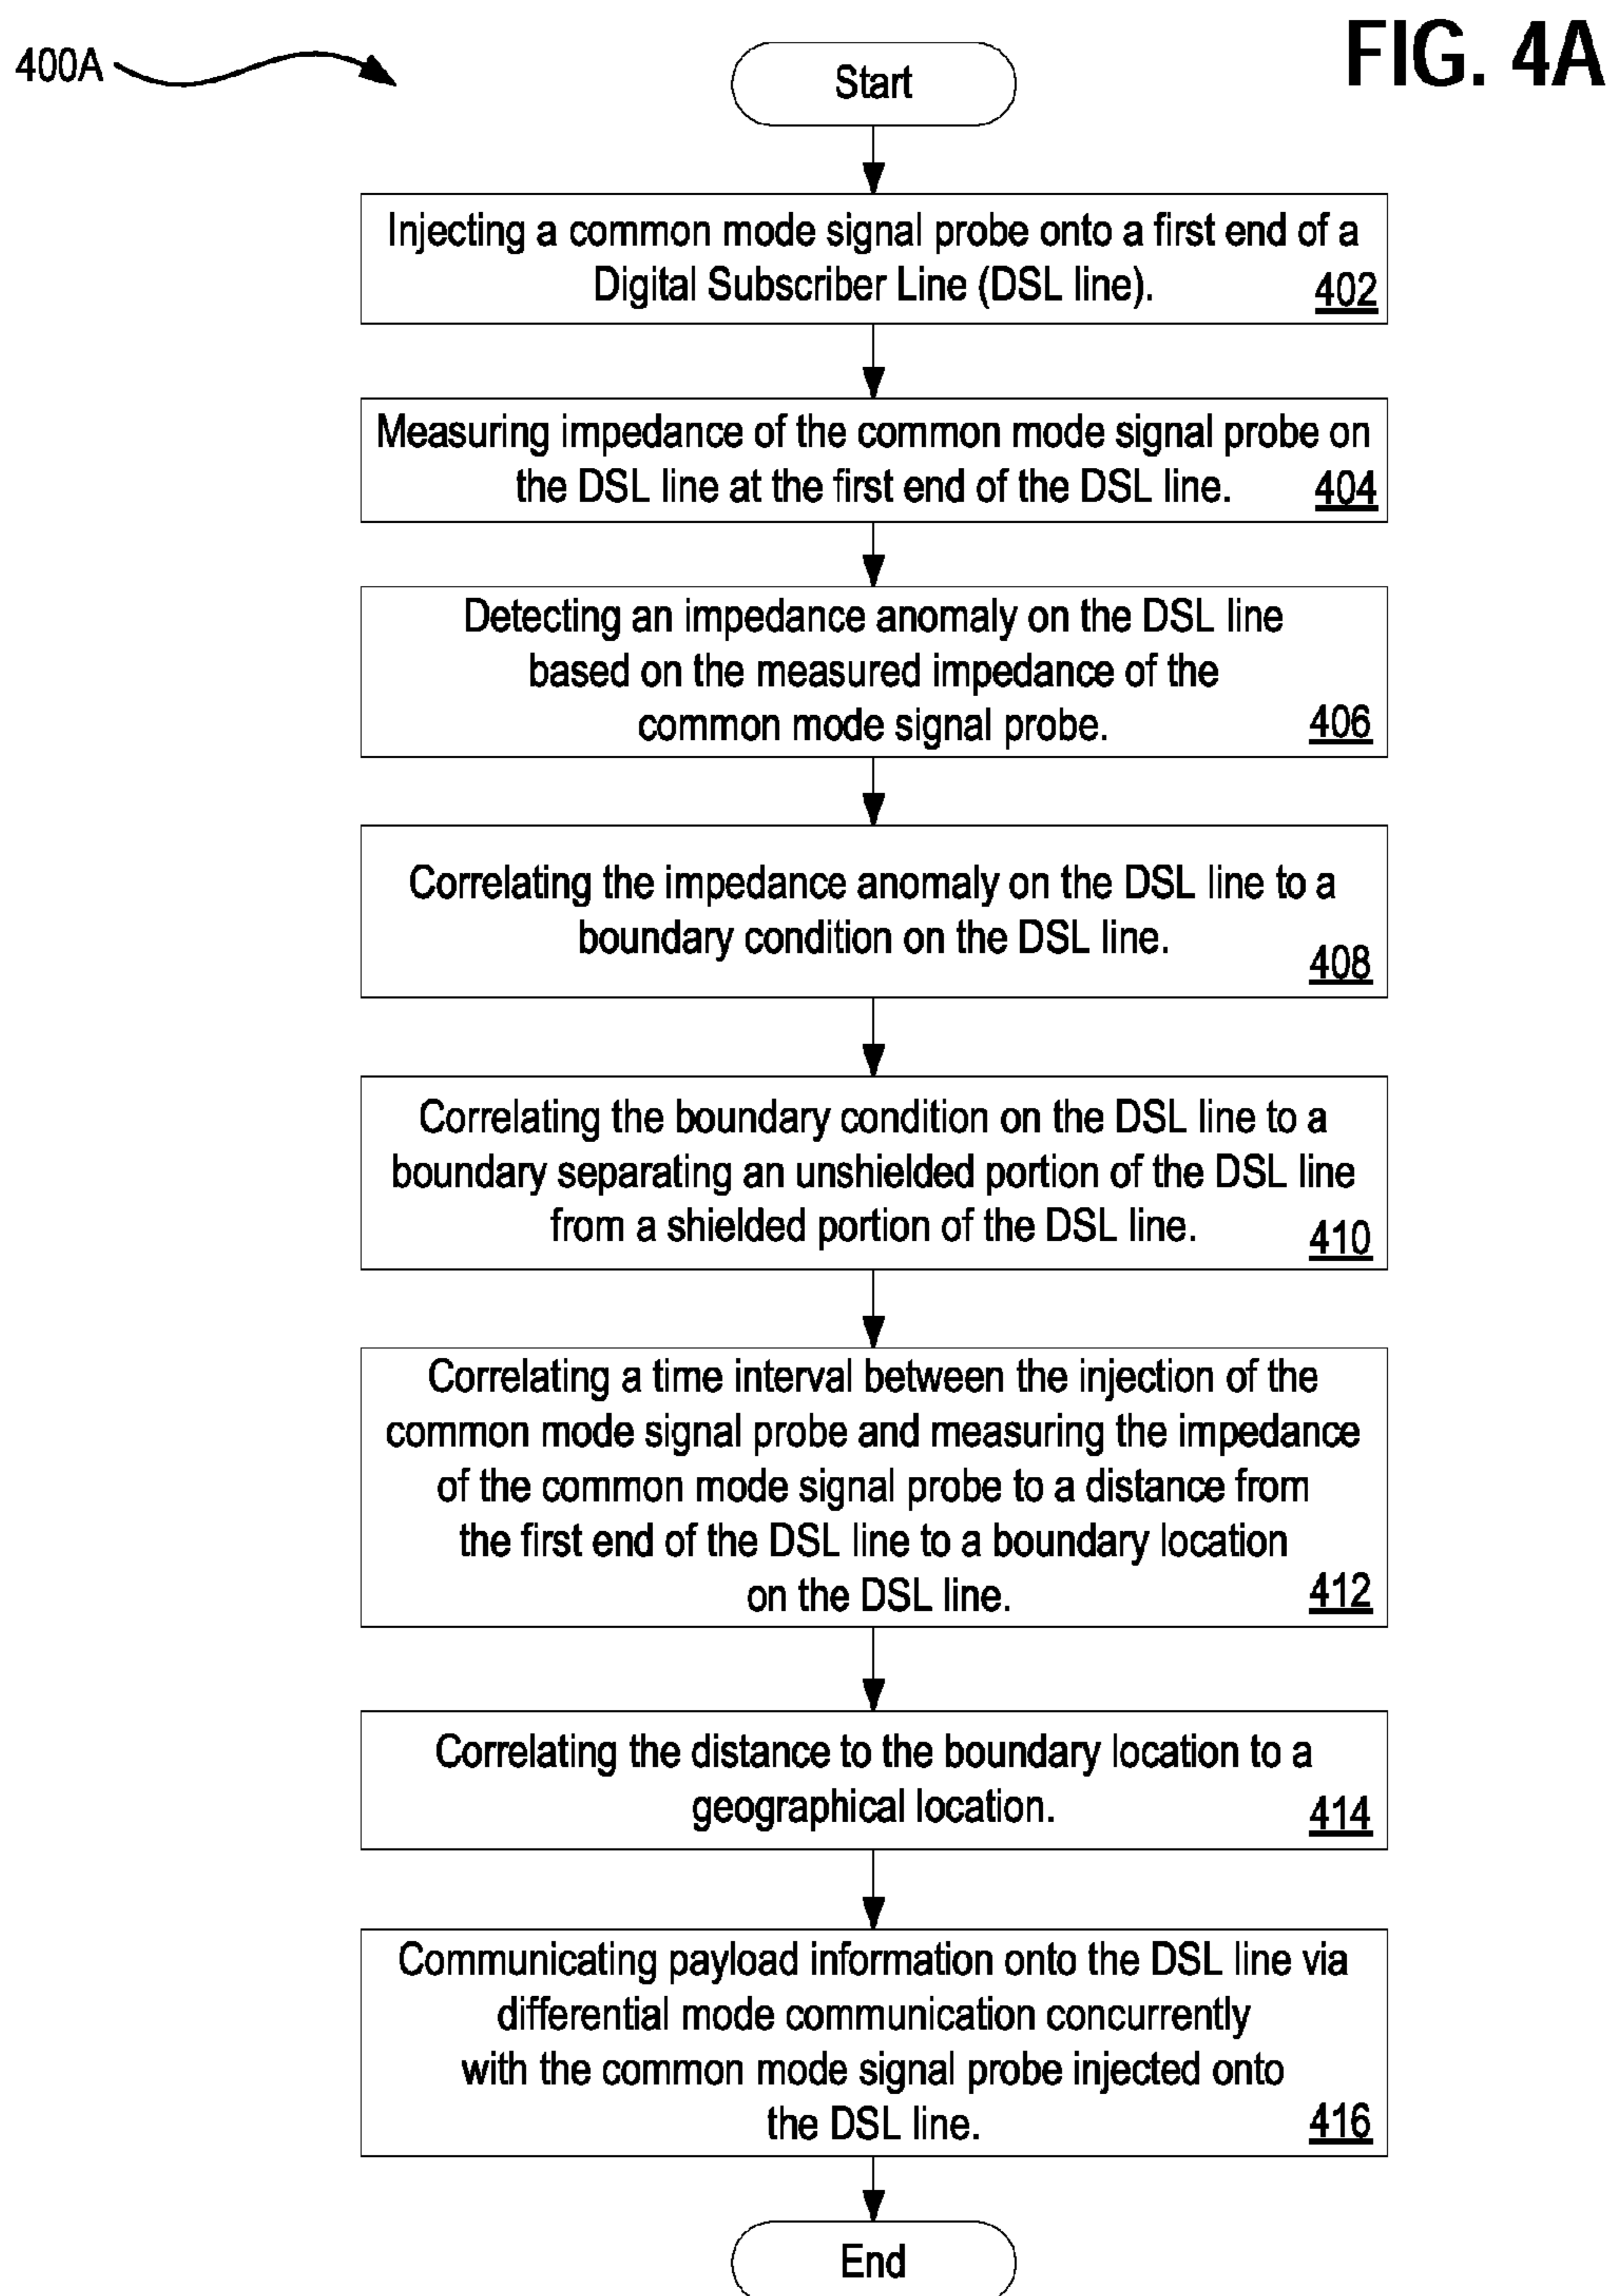 FIG. 4A
400A
Start
Injecting a common mode signal probe onto a first end of a
Digital Subscriber Line (DSL line).
402
Measuring impedance of the common mode signal probe on
the DSL line at the first end of the DSL line.
404
Detecting an impedance anomaly on the DSL line
based on the measured impedance of the
common mode signal probe.
406
Correlating the impedance anomaly on the DSL line to a
boundary condition on the DSL line.
408
Correlating the boundary condition on the DSL line to a
boundary separating an unshielded portion of the DSL line
from a shielded portion of the DSL line.
410
Correlating a time interval between the injection of the
common mode signal probe and measuring the impedance
of the common mode signal probe to a distance from
the first end of the DSL line to a boundary location
on the DSL line.
412
Correlating the distance to the boundary location to a
geographical location.
414
Communicating payload information onto the DSL line via
differential mode communication concurrently
with the common mode signal probe injected onto
the DSL line.
416
End